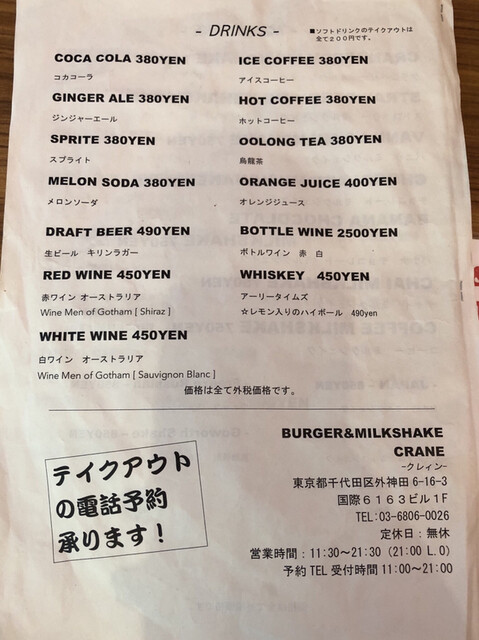 - DRINKS -
■ソフトドリンクのテイクアウトは
全て200円です。
COCA COLA 380YEN
コカコーラ
ICE COFFEE 380YEN
アイスコーヒー
GINGER ALE 380YEN
ジンジャーエール
HOT COFFEE 380YEN
ホットコーヒー
SPRITE 380YEN
スプライト
OOLONG TEA 380YEN
烏龍茶
MELON SODA 380YEN
メロンソーダ
ORANGE JUICE 400YEN
オレンジジュース
DRAFT BEER 490YEN
生ビール キリンラガー
BOTTLE WINE 2500YEN
ボトルワイン 赤 白
RED WINE 450YEN
赤ワイン オーストラリア
Wine Men of Gotham [ Shiraz ]
WHISKEY 450YEN
アーリータイムズ
☆レモン入りのハイボール 490yen
WHITE WINE 450YEN
白ワイン オーストラリア
Wine Men of Gotham [ Sauvignon Blanc ]
価格は全て外税価格です。
テイクアウト
の電話予約
承ります！
BURGER&MILKSHAKE
CRANE
-クレイン-
東京都千代田区外神田 6-16-3
国際６１６３ビル１F
TEL:03-6806-0026
定休日：無休
営業時間：11:30〜21:30 (21:00 L.O)
予約 TEL 受付時間 11:00〜21:00